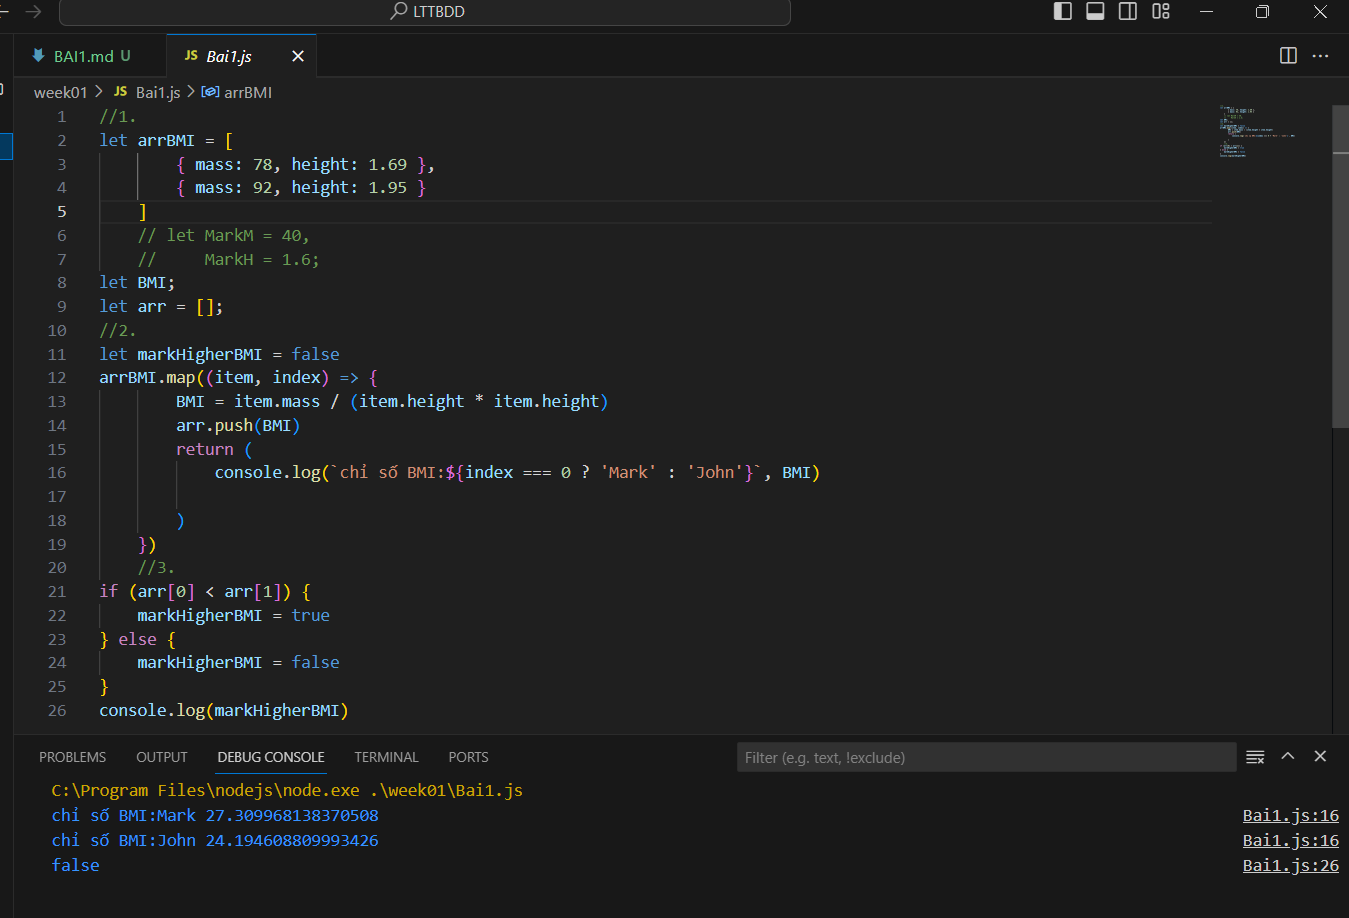 LTTBDD
BAI1.md U
JS Bai1.js
week01 > JS Bai1.js > arrBMI
1 //1.
2 let arrBMI = [
3         { mass: 78, height: 1.69 },
4         { mass: 92, height: 1.95 }
5     ]
6     // let MarkM = 40,
7     //     MarkH = 1.6;
8 let BMI;
9 let arr = [];
10 //2.
11 let markHigherBMI = false
12 arrBMI.map((item, index) => {
13         BMI = item.mass / (item.height * item.height)
14         arr.push(BMI)
15         return (
16             console.log(`chỉ số BMI:${index === 0 ? 'Mark' : 'John'}`, BMI)
17
18         )
19     })
20     //3.
21 if (arr[0] < arr[1]) {
22     markHigherBMI = true
23 } else {
24     markHigherBMI = false
25 }
26 console.log(markHigherBMI)
PROBLEMS OUTPUT DEBUG CONSOLE TERMINAL PORTS Filter (e.g. text, !exclude)
C:\Program Files\nodejs\node.exe .\week01\Bai1.js
chỉ số BMI:Mark 27.309968138370508 Bai1.js:16
chỉ số BMI:John 24.194608809993426 Bai1.js:16
false Bai1.js:26